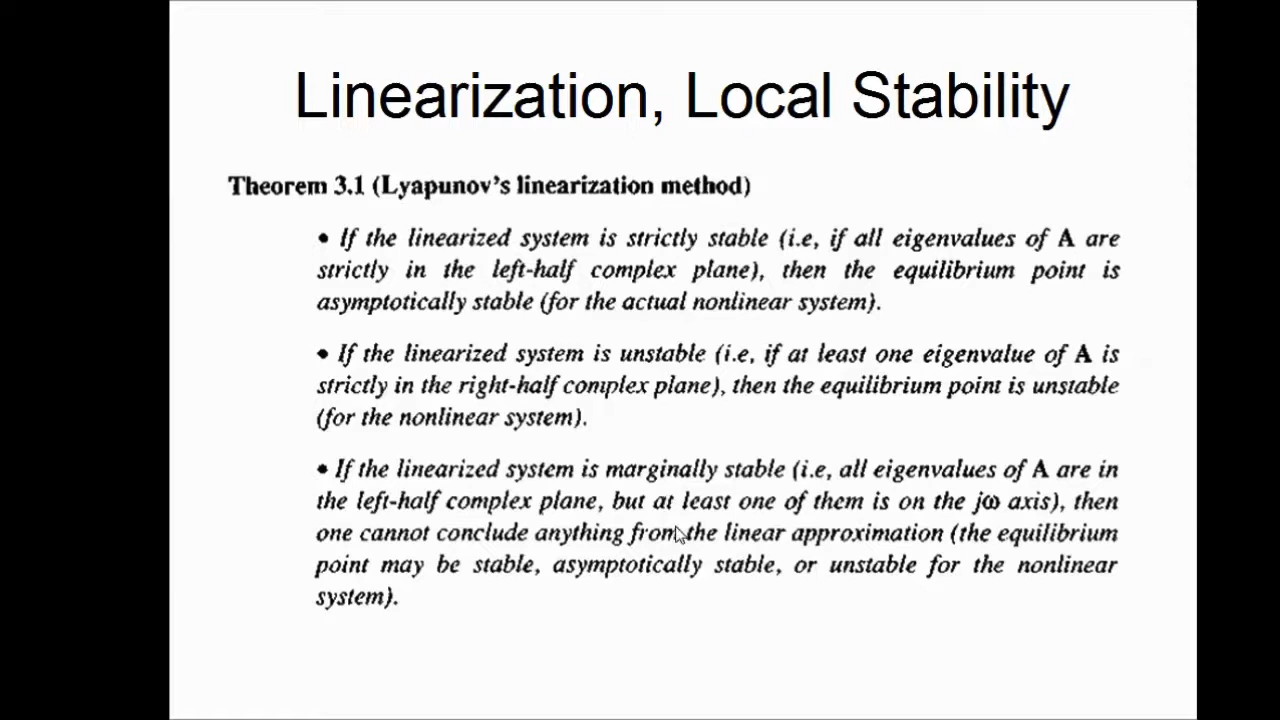 Linearization, Local Stability
Theorem 3.1 (Lyapunov's linearization method)
• If the linearized system is strictly stable (i.e, if all eigenvalues of A are
strictly in the left-half complex plane), then the equilibrium point is
asymptotically stable (for the actual nonlinear system).
• If the linearized system is unstable (i.e, if at least one eigenvalue of A is
strictly in the right-half complex plane), then the equilibrium point is unstable
(for the nonlinear system).
• If the linearized system is marginally stable (i.e, all eigenvalues of A are in
the left-half complex plane, but at least one of them is on the jω axis), then
one cannot conclude anything from the linear approximation (the equilibrium
point may be stable, asymptotically stable, or unstable for the nonlinear
system).